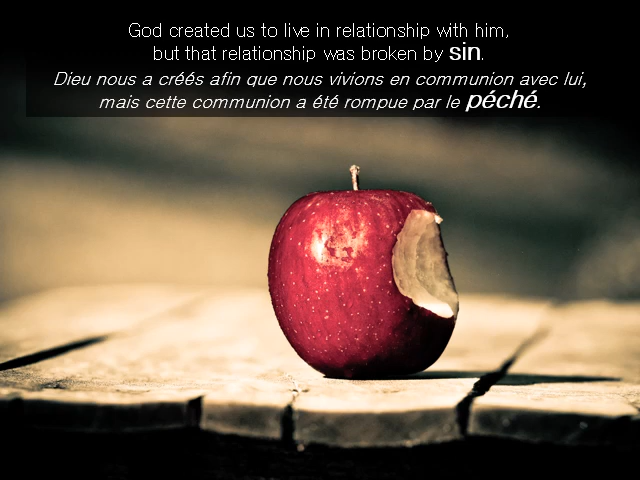 God created us to live in relationship with him,
but that relationship was broken by sin.
Dieu nous a créés afin que nous vivions en communion avec lui,
mais cette communion a été rompue par le péché.